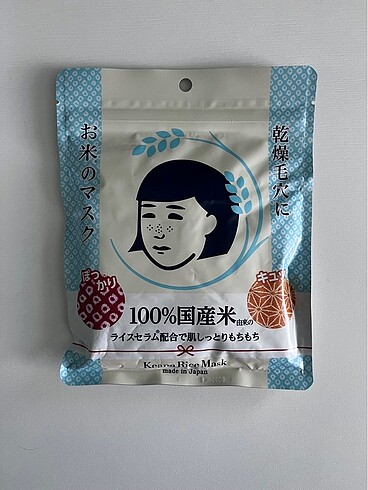 乾燥毛穴に
お米のマスク
ぽっかり
キュッ
100%国産米由来の
ライスセラム配合で肌しっとりもちもち
Keana Rice Mask
made in Japan